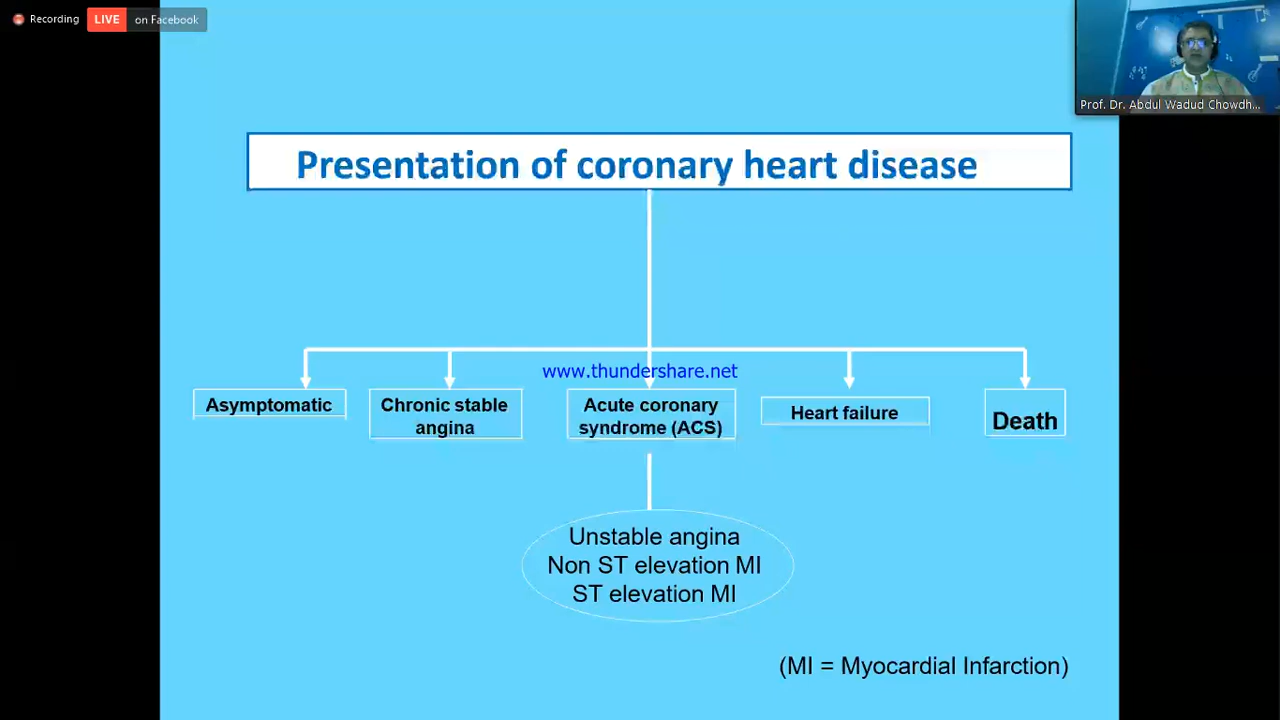 Recording LIVE on Facebook
Prof. Dr. Abdul Wadud Chowdh...
Presentation of coronary heart disease
www.thundershare.net
Asymptomatic
Chronic stable
angina
Acute coronary
syndrome (ACS)
Heart failure
Death
Unstable angina
Non ST elevation MI
ST elevation MI
(MI = Myocardial Infarction)